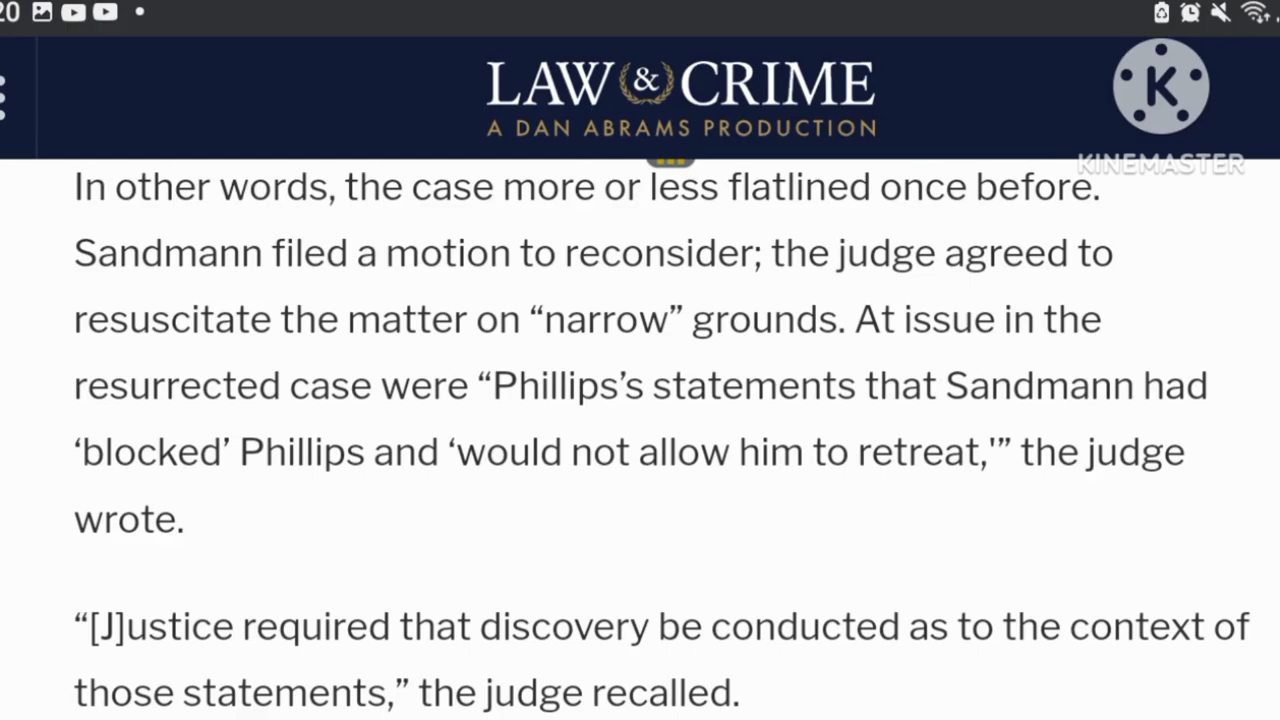 20
LAW & CRIME
A DAN ABRAMS PRODUCTION
K
KINEMASTER
In other words, the case more or less flatlined once before.
Sandmann filed a motion to reconsider; the judge agreed to
resuscitate the matter on “narrow” grounds. At issue in the
resurrected case were “Phillips’s statements that Sandmann had
‘blocked’ Phillips and ‘would not allow him to retreat,'” the judge
wrote.
“[J]ustice required that discovery be conducted as to the context of
those statements,” the judge recalled.